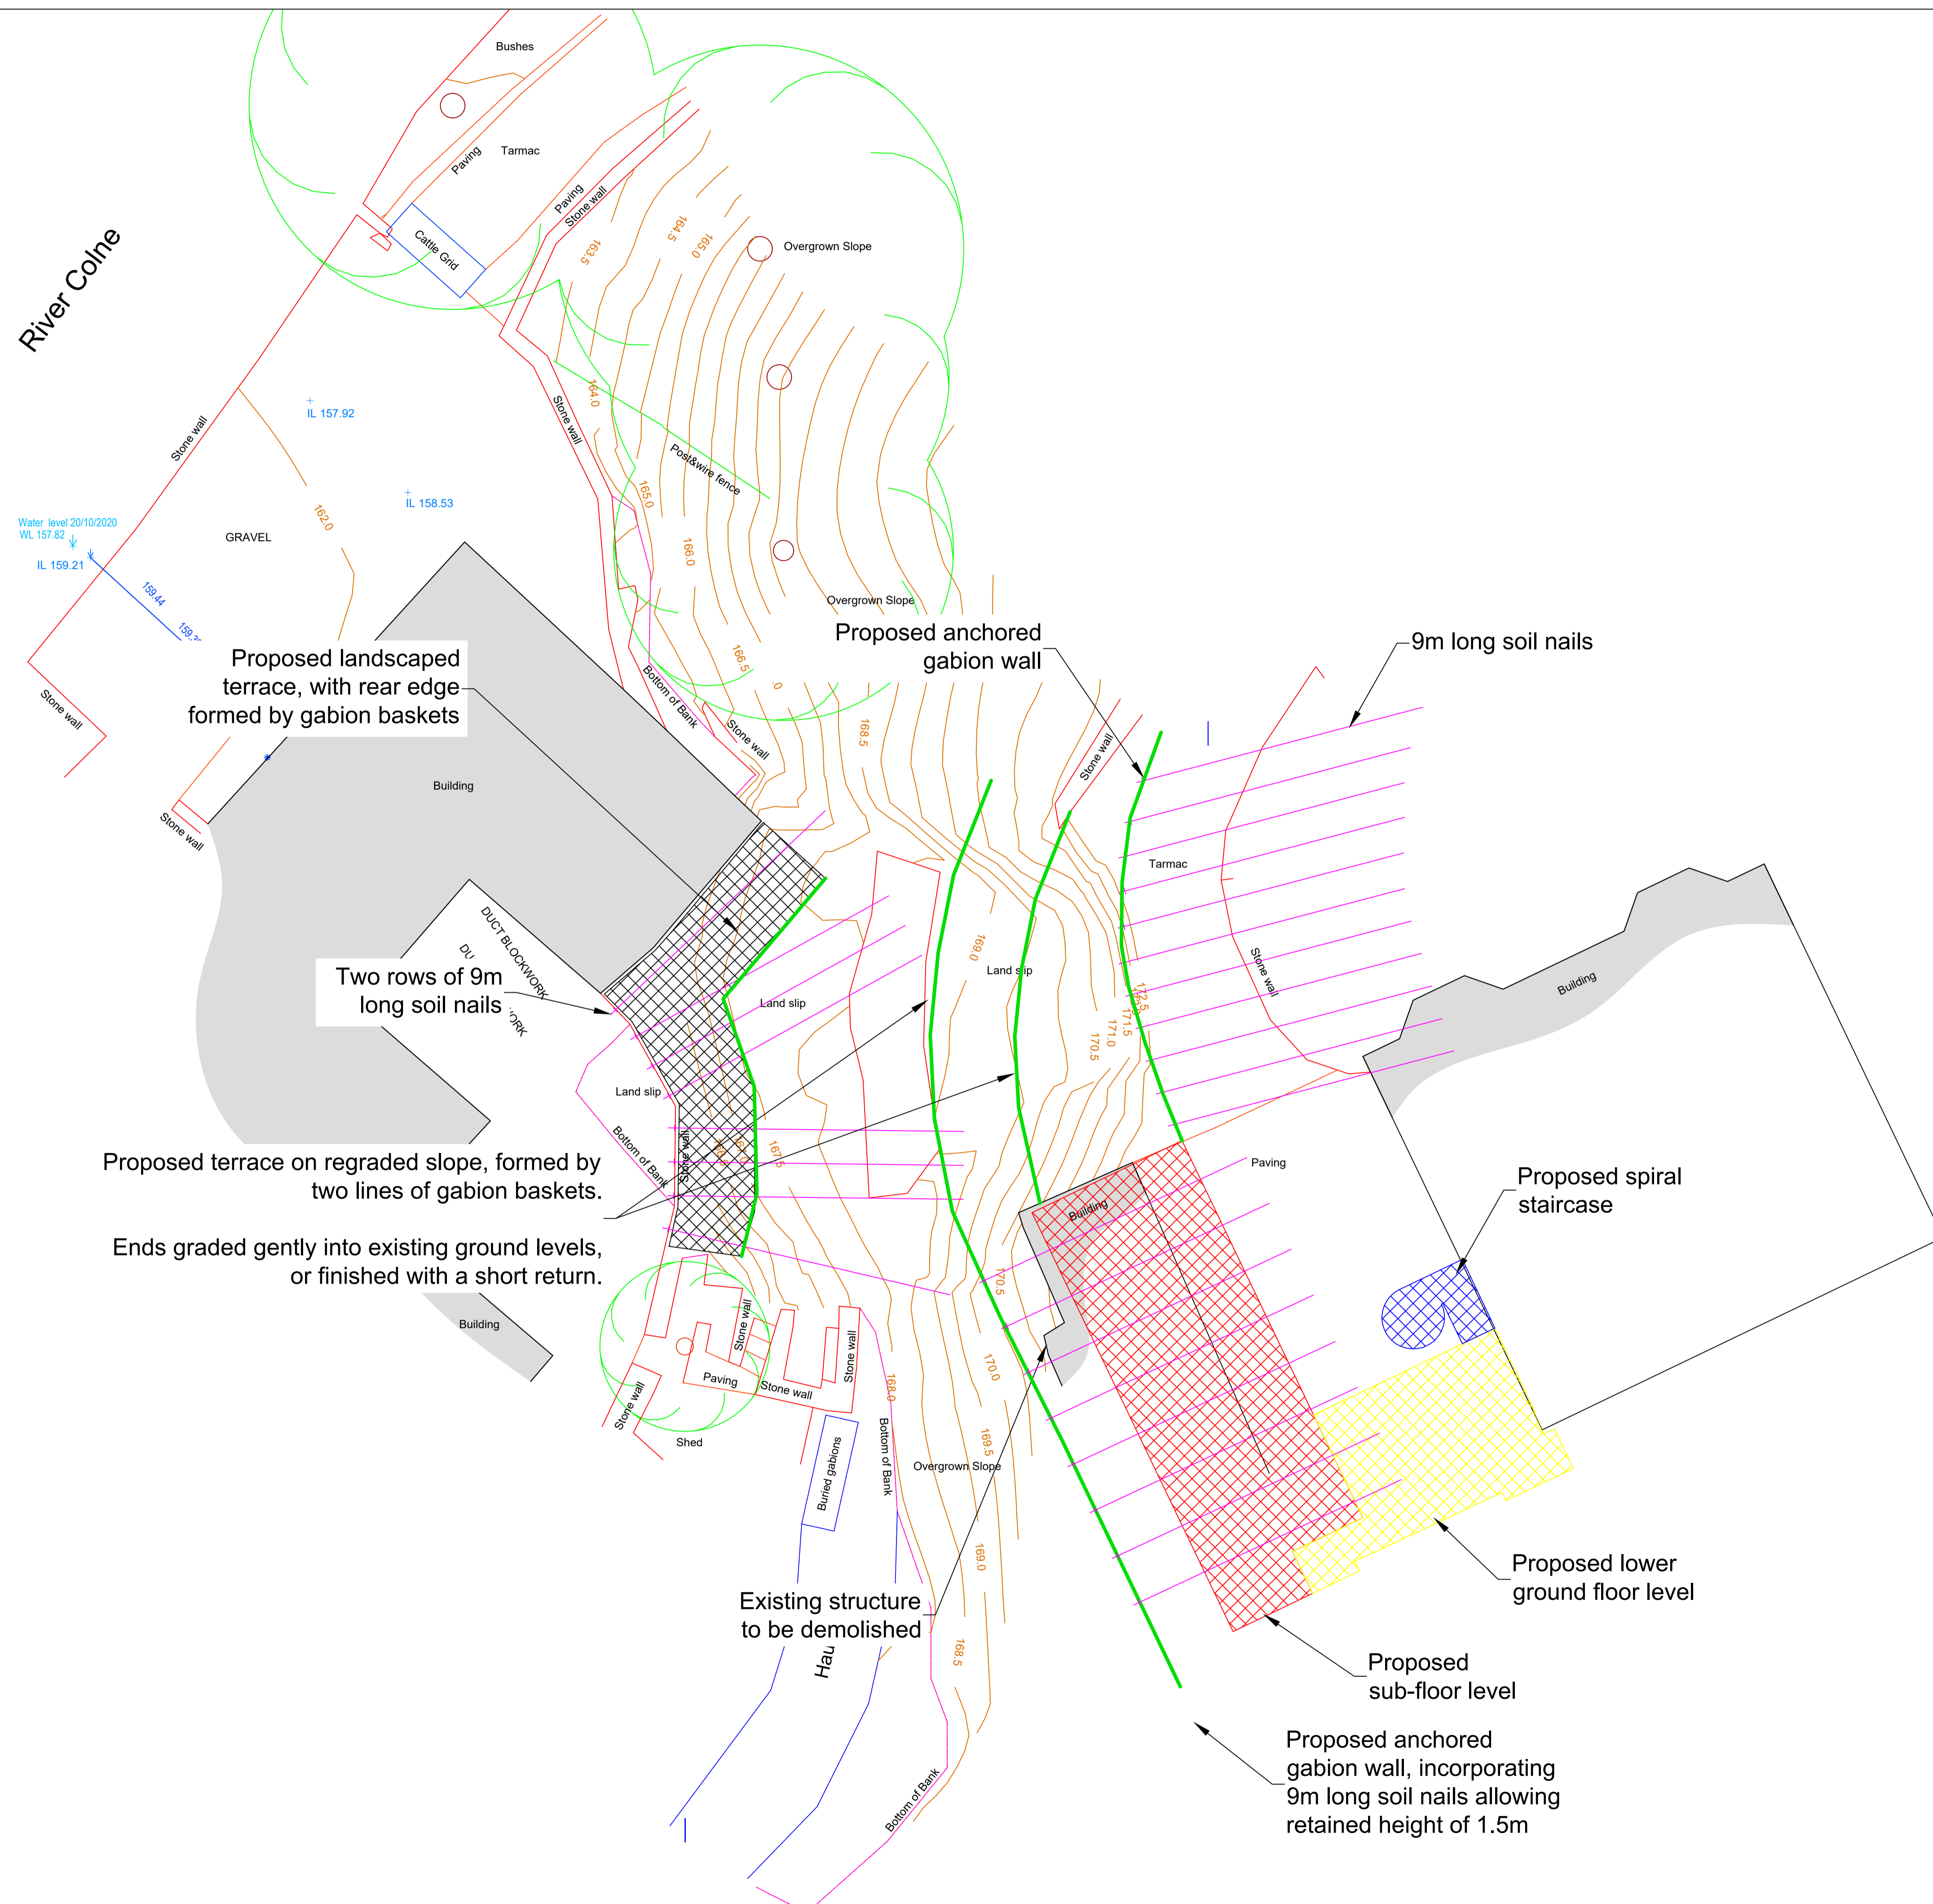 Bushes
Tarmac
Paving
Paving
Stone wall
Cattle Grid
River Colne
163.5
164.5
165.0
Overgrown Slope
Stone wall
IL 157.92
164.0
Stone wall
Post&wire fence
IL 158.53
165.0
162.0
Water level 20/10/2020
WL 157.82
GRAVEL
IL 159.21
166.0
159.44
Overgrown Slope
Proposed anchored
gabion wall
9m long soil nails
Proposed landscaped
terrace, with rear edge
formed by gabion baskets
166.5
Bottom of Bank
Stone wall
Stone wall
168.5
Stone wall
Building
Stone wall
Tarmac
DUCT BLOCKWORK
169.0
Land slip
Stone wall
Two rows of 9m
long soil nails
Land slip
Building
172.5
171.5
171.0
170.5
Land slip
Bottom of Bank
Stone wall
167.5
Proposed terrace on regraded slope, formed by
two lines of gabion baskets.
Ends graded gently into existing ground levels,
or finished with a short return.
Paving
Proposed spiral
staircase
Building
170.5
Building
Stone wall
Stone wall
Paving
Stone wall
Stone wall
Shed
170.0
168.0
Bottom of Bank
169.5
Overgrown Slope
Buried gabions
169.0
Proposed lower
ground floor level
Existing structure
to be demolished
168.5
Hau
Proposed
sub-floor level
Proposed anchored
gabion wall, incorporating
9m long soil nails allowing
retained height of 1.5m
Bottom of Bank